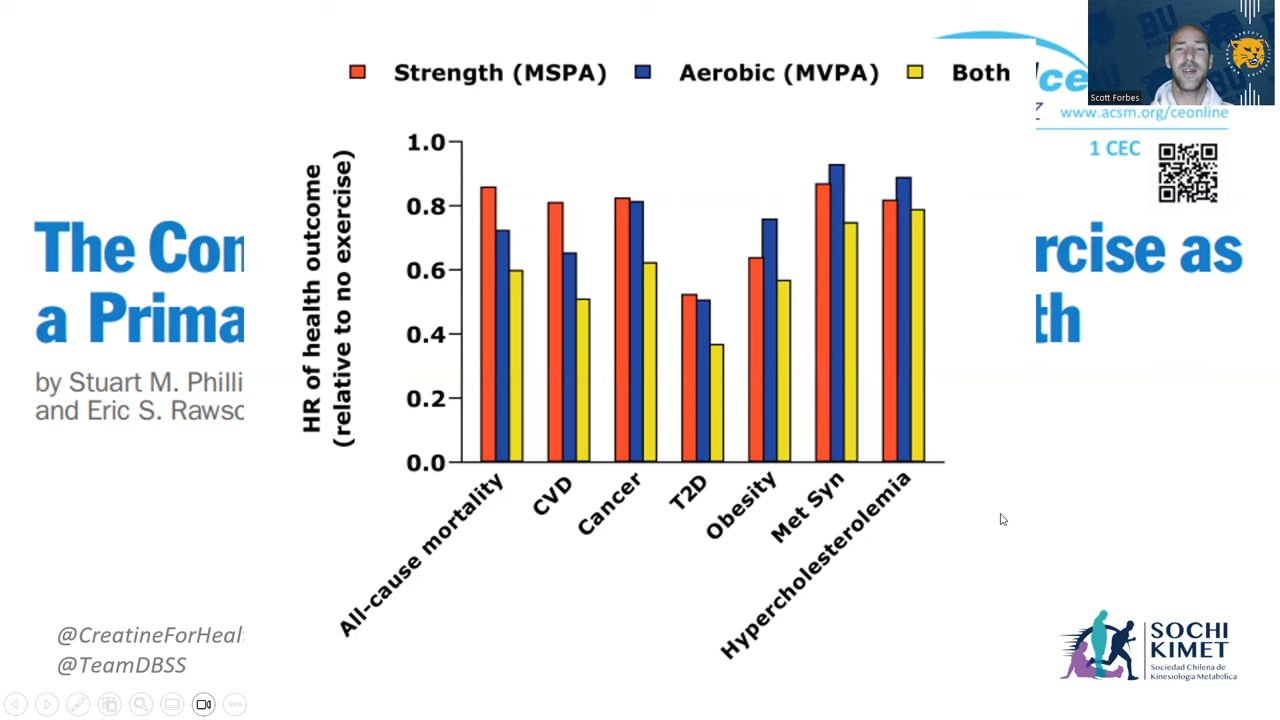 Strength (MSPA) Aerobic (MVPA) Both
ce
Scott Forbes
BU
z www.acsm.org/ceonline
1 CEC
HR of health outcome
(relative to no exercise)
1.0
0.8
0.6
0.4
0.2
0.0
All-cause mortality
CVD
Cancer
T2D
Obesity
Met Syn
Hypercholesterolemia
The Con rcise as
a Prima th
by Stuart M. Philli
and Eric S. Rawso
@CreatineForHeal
@TeamDBSS
SOCHI
KIMET
Sociedad Chilena de
Kinesiología Metabólica